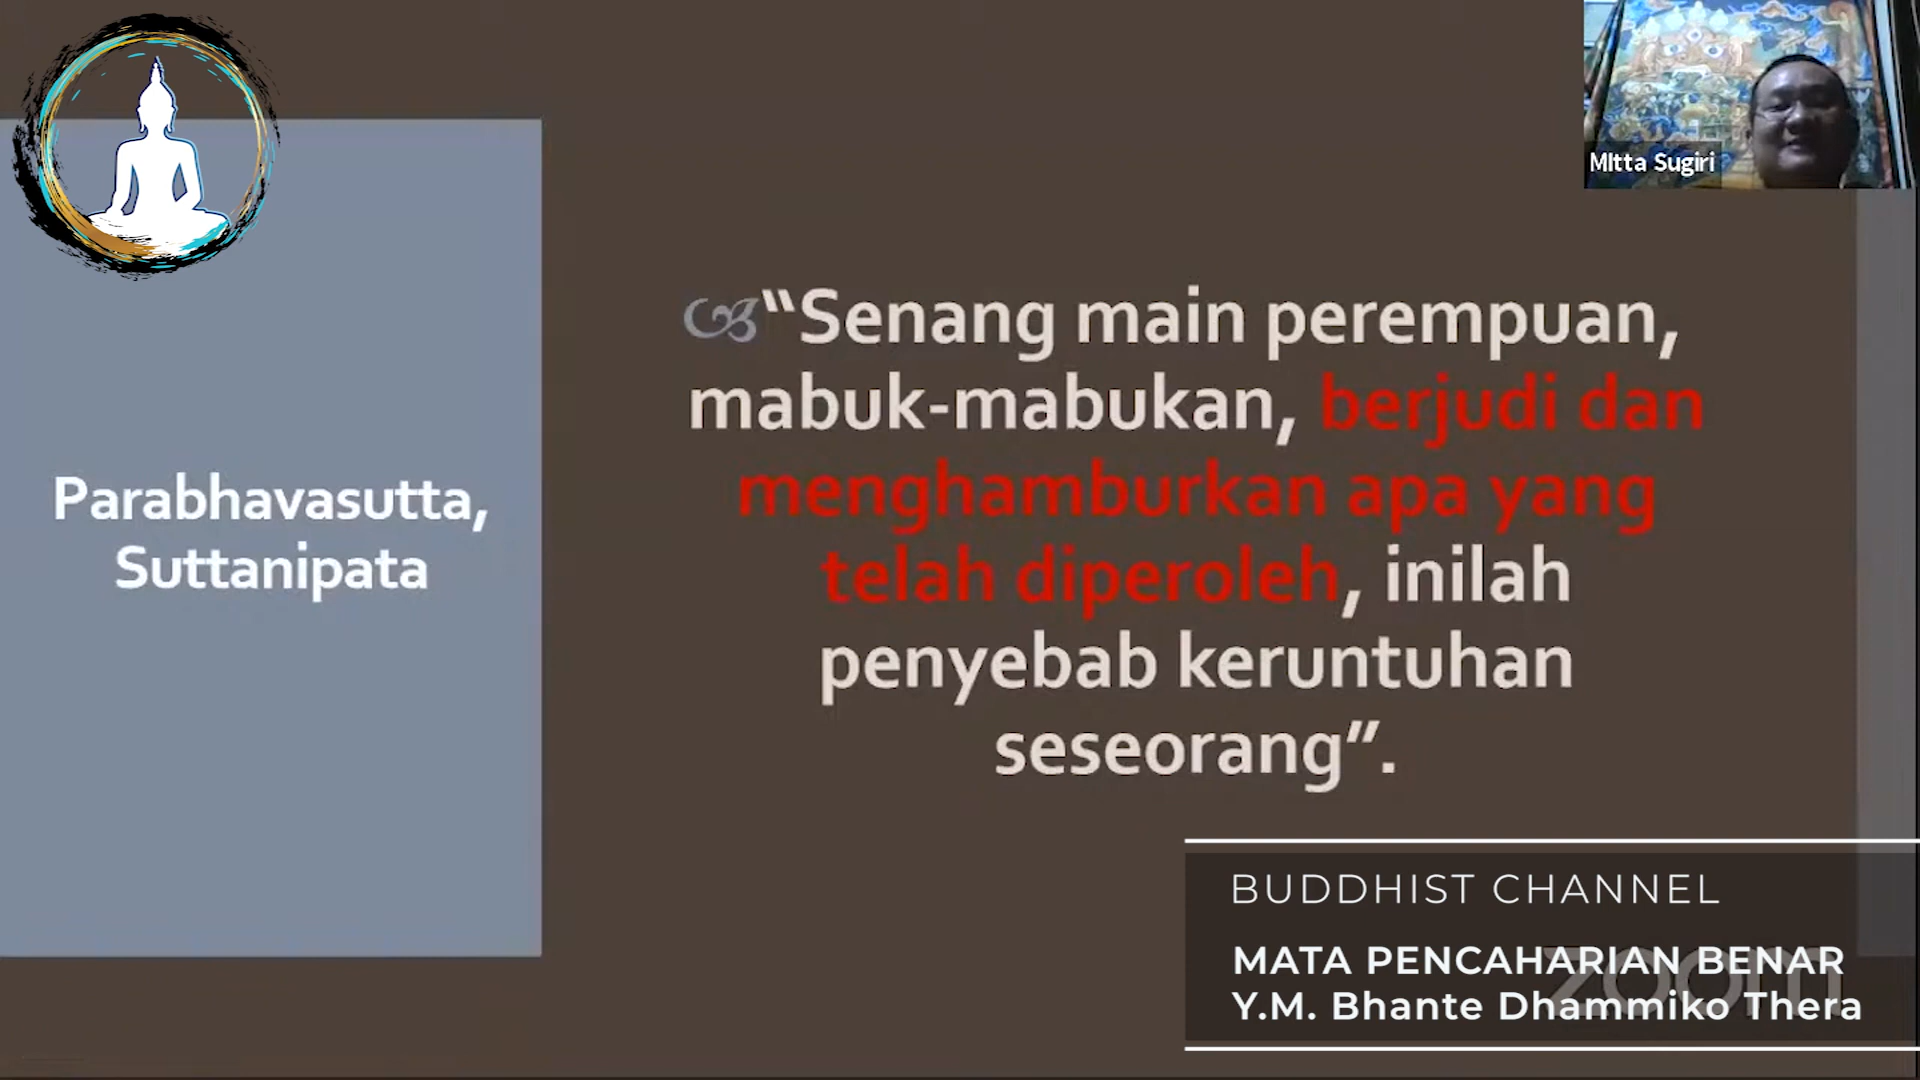 MItta Sugiri
Parabhavasutta,
Suttanipata
“Senang main perempuan,
mabuk-mabukan, berjudi dan
menghamburkan apa yang
telah diperoleh, inilah
penyebab keruntuhan
seseorang”.
BUDDHIST CHANNEL
MATA PENCAHARIAN BENAR
Y.M. Bhante Dhammiko Thera
zoom